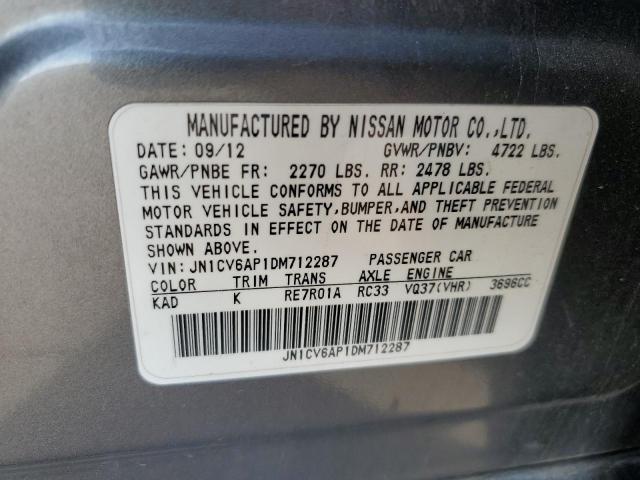 MANUFACTURED BY NISSAN MOTOR CO.,LTD.
DATE: 09/12 GVWR/PNBV: 4722 LBS.
GAWR/PNBE FR: 2270 LBS. RR: 2478 LBS.
THIS VEHICLE CONFORMS TO ALL APPLICABLE FEDERAL
MOTOR VEHICLE SAFETY,BUMPER,AND THEFT PREVENTION
STANDARDS IN EFFECT ON THE DATE OF MANUFACTURE
SHOWN ABOVE.
VIN: JN1CV6AP1DM712287 PASSENGER CAR
COLOR TRIM TRANS AXLE ENGINE
KAD K RE7R01A RC33 VQ37(VHR) 3696CC
JN1CV6AP1DM712287